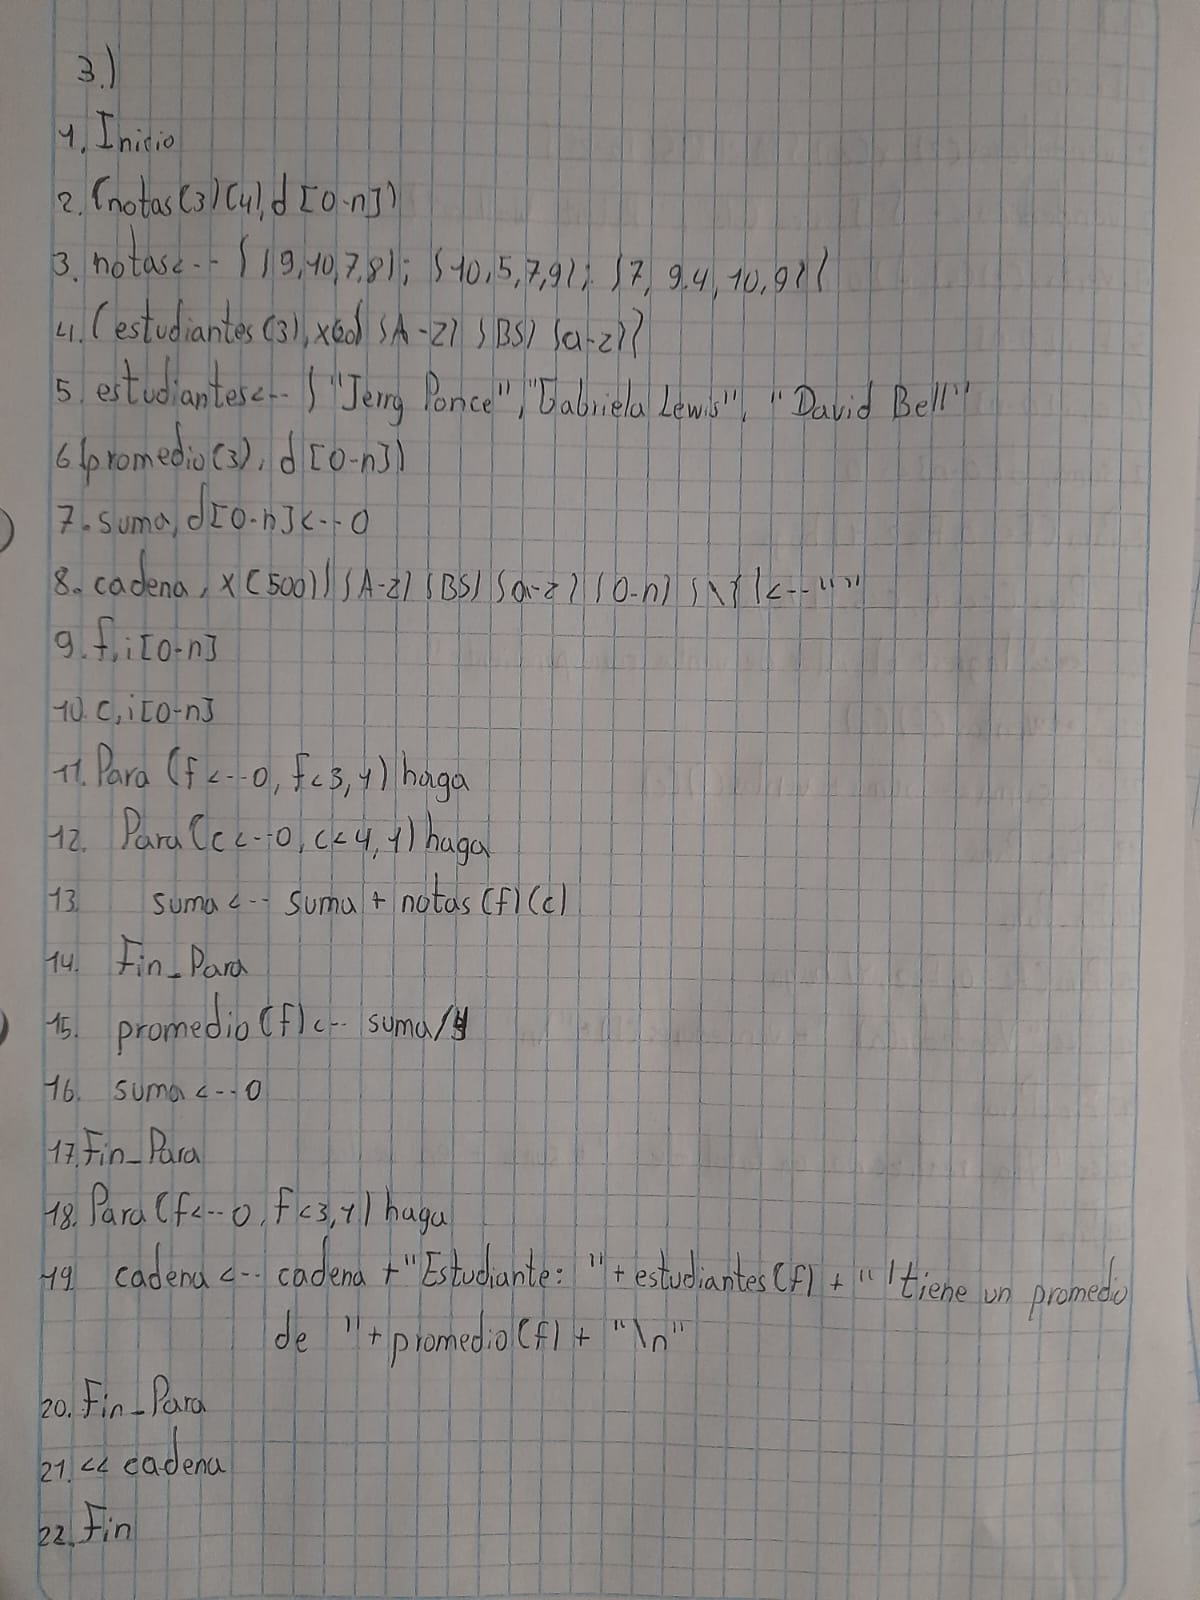 3.)
1. Inicio
2. (notas(3)(4), d [0-n])
3. notas<-- { {9,10,7,8}; {10,5,7,9}; {7, 9.4, 10, 9} {
4. (estudiantes(3), x(60) {A-z} {BS} {a-z} }
5. estudiantes<-- { "Jerry Ponce", "Gabriela Lewis", "David Bell"
6 (promedio(3), d [0-n])
7. suma, d[0-n] <-- 0
8. cadena, x (500) { {A-z} {BS} {a-z} {0-n} {\{ } <-- " "
9. f, i [0-n]
10. c, i [0-n]
11. Para (f <-- 0, f<3, 1) haga
12. Para (c <-- 0, c<4, 1) haga
13. suma <-- suma + notas (f) (c)
14. Fin_Para
15. promedio (f) <-- suma/4
16. suma <-- 0
17. Fin_Para
18. Para (f<-- 0, f<3, 1) haga
19 cadena <-- cadena + "Estudiante: " + estudiantes (f) + " 'tiene un promedio
de " + promedio (f) + "\n"
20. Fin_Para
21. << cadena
22. Fin